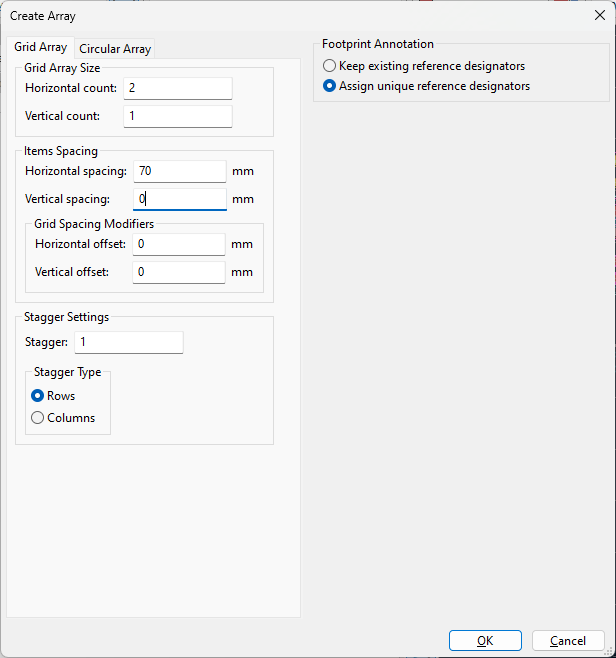 Create Array
Grid Array
Circular Array
Grid Array Size
Horizontal count: 2
Vertical count: 1
Items Spacing
Horizontal spacing: 70 mm
Vertical spacing: 0 mm
Grid Spacing Modifiers
Horizontal offset: 0 mm
Vertical offset: 0 mm
Stagger Settings
Stagger: 1
Stagger Type
Rows
Columns
Footprint Annotation
Keep existing reference designators
Assign unique reference designators
OK
Cancel